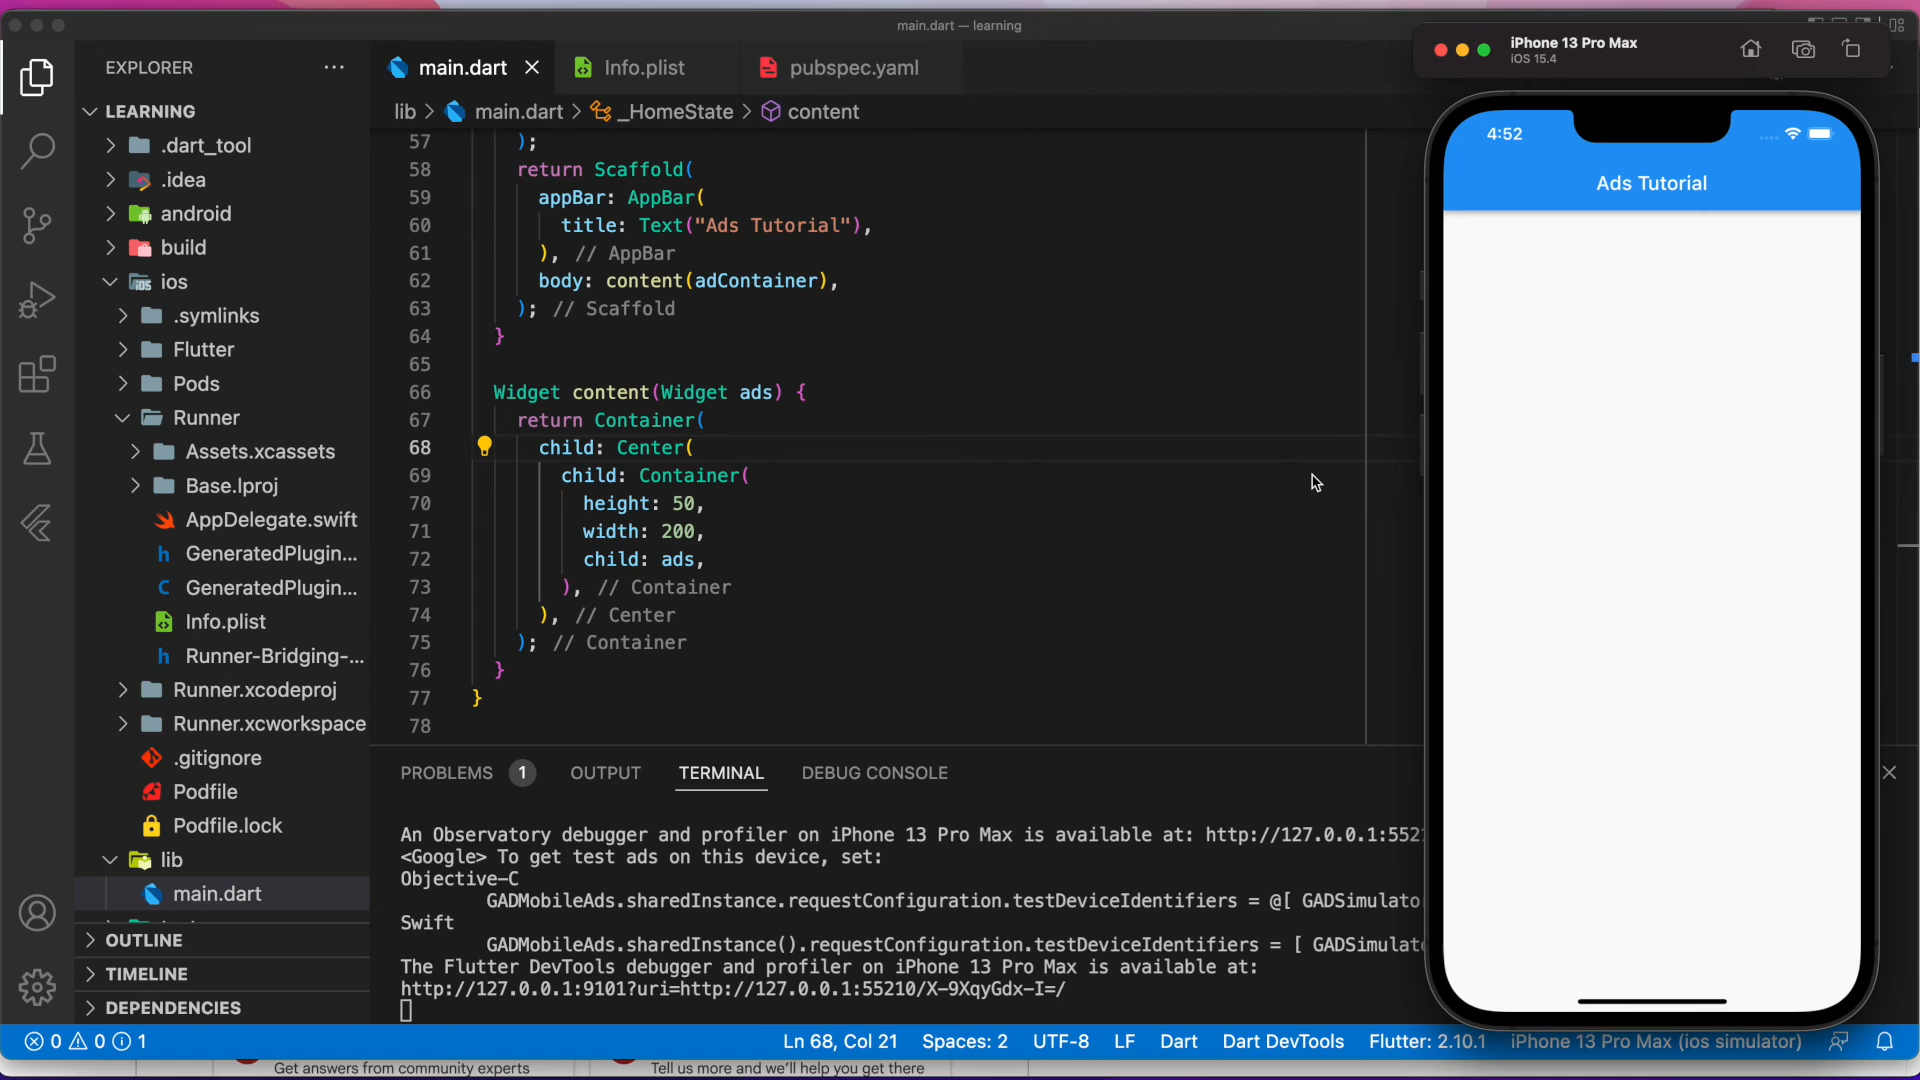 main.dart — learning
EXPLORER
LEARNING
.dart_tool
.idea
android
build
ios
.symlinks
Flutter
Pods
Runner
Assets.xcassets
Base.lproj
AppDelegate.swift
GeneratedPlugin...
GeneratedPlugin...
Info.plist
Runner-Bridging-...
Runner.xcodeproj
Runner.xcworkspace
.gitignore
Podfile
Podfile.lock
lib
main.dart
OUTLINE
TIMELINE
DEPENDENCIES
main.dart
Info.plist
pubspec.yaml
lib > main.dart > _HomeState > content
57 );
58 return Scaffold(
59 appBar: AppBar(
60 title: Text("Ads Tutorial"),
61 ), // AppBar
62 body: content(adContainer),
63 ); // Scaffold
64 }
65
66 Widget content(Widget ads) {
67 return Container(
68 child: Center(
69 child: Container(
70 height: 50,
71 width: 200,
72 child: ads,
73 ), // Container
74 ), // Center
75 ); // Container
76 }
77 }
78
PROBLEMS 1 OUTPUT TERMINAL DEBUG CONSOLE
An Observatory debugger and profiler on iPhone 13 Pro Max is available at: http://127.0.0.1:552
<Google> To get test ads on this device, set:
Objective-C
GADMobileAds.sharedInstance.requestConfiguration.testDeviceIdentifiers = @[ GADSimulato
Swift
GADMobileAds.sharedInstance().requestConfiguration.testDeviceIdentifiers = [ GADSimulat
The Flutter DevTools debugger and profiler on iPhone 13 Pro Max is available at:
http://127.0.0.1:9101?uri=http://127.0.0.1:55210/X-9XqyGdx-I=/
iPhone 13 Pro Max
iOS 15.4
4:52
Ads Tutorial
0 0 1 Ln 68, Col 21 Spaces: 2 UTF-8 LF Dart Dart DevTools Flutter: 2.10.1 iPhone 13 Pro Max (ios simulator)
Get answers from community experts
Tell us more and we'll help you get there